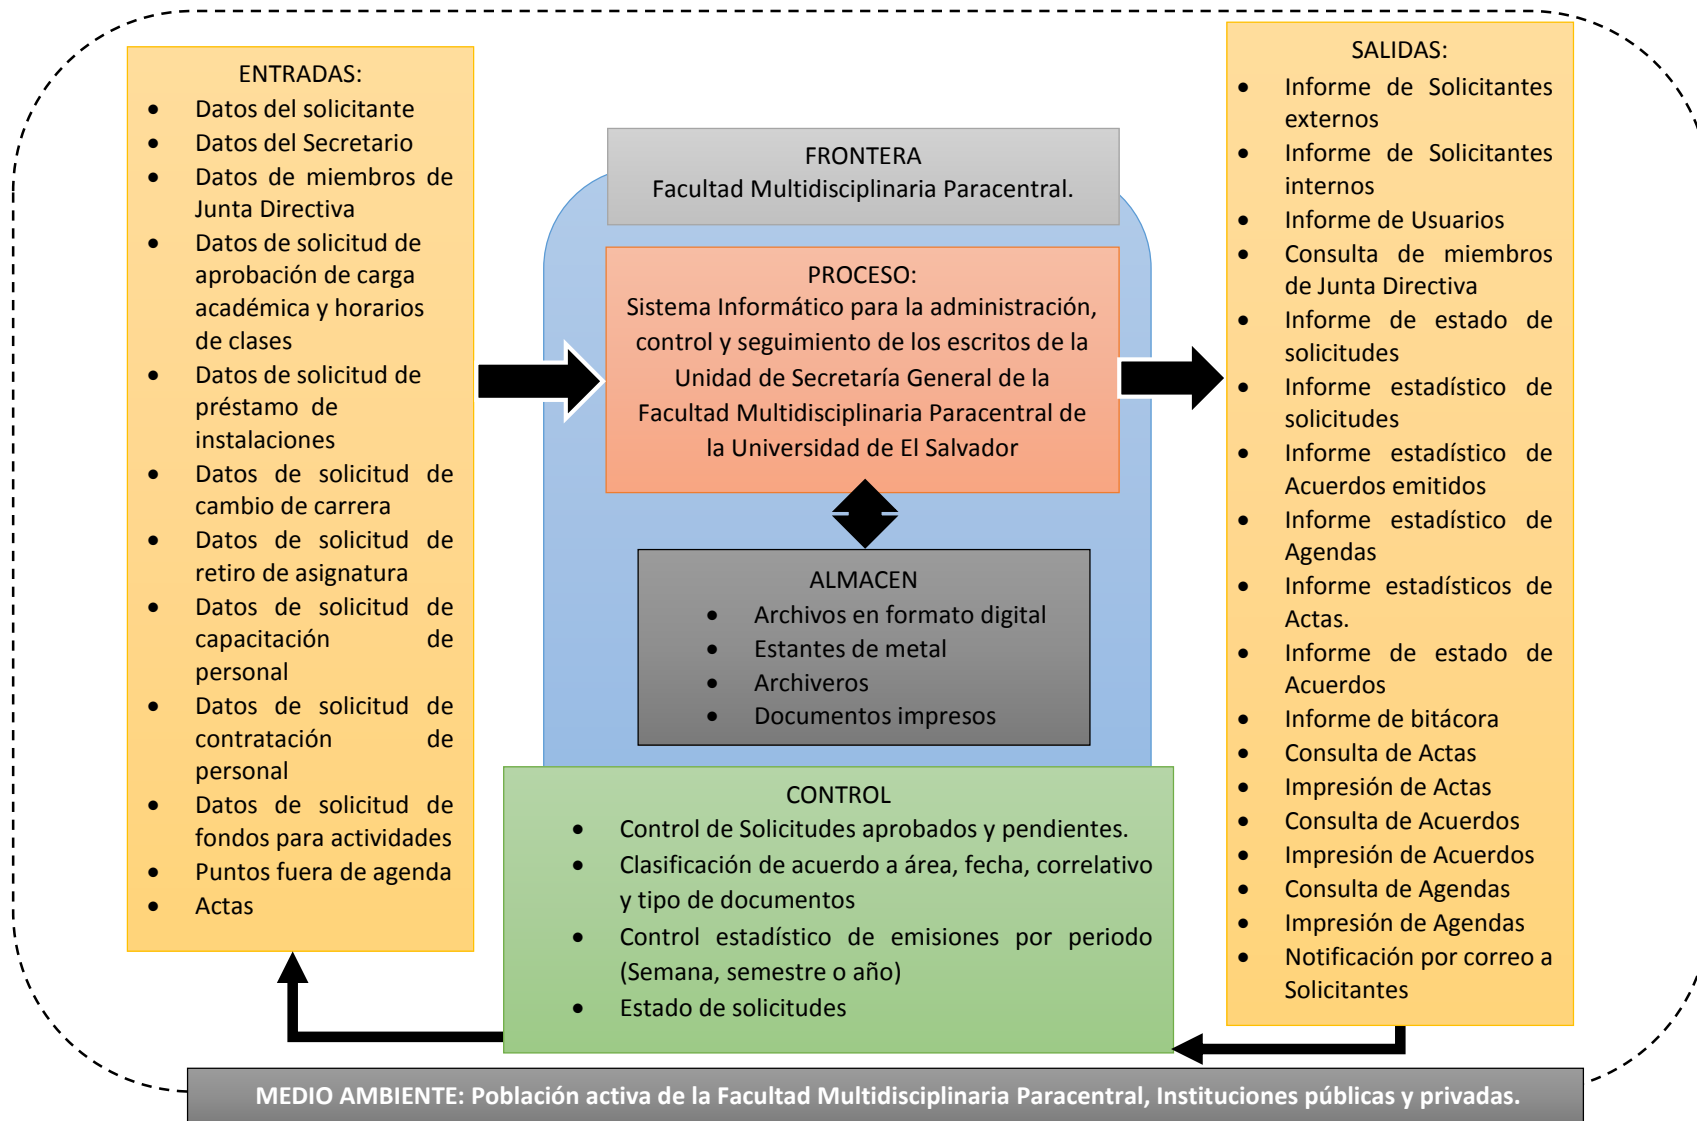 ENTRADAS:
• Datos del solicitante
• Datos del Secretario
• Datos de miembros de
Junta Directiva
• Datos de solicitud de
aprobación de carga
académica y horarios
de clases
• Datos de solicitud de
préstamo de
instalaciones
• Datos de solicitud de
cambio de carrera
• Datos de solicitud de
retiro de asignatura
• Datos de solicitud de
capacitación de
personal
• Datos de solicitud de
contratación de
personal
• Datos de solicitud de
fondos para actividades
• Puntos fuera de agenda
• Actas
FRONTERA
Facultad Multidisciplinaria Paracentral.
PROCESO:
Sistema Informático para la administración,
control y seguimiento de los escritos de la
Unidad de Secretaría General de la
Facultad Multidisciplinaria Paracentral de
la Universidad de El Salvador
ALMACEN
• Archivos en formato digital
• Estantes de metal
• Archiveros
• Documentos impresos
CONTROL
• Control de Solicitudes aprobados y pendientes.
• Clasificación de acuerdo a área, fecha, correlativo
y tipo de documentos
• Control estadístico de emisiones por periodo
(Semana, semestre o año)
• Estado de solicitudes
SALIDAS:
• Informe de Solicitantes
externos
• Informe de Solicitantes
internos
• Informe de Usuarios
• Consulta de miembros
de Junta Directiva
• Informe de estado de
solicitudes
• Informe estadístico de
solicitudes
• Informe estadístico de
Acuerdos emitidos
• Informe estadístico de
Agendas
• Informe estadísticos de
Actas.
• Informe de estado de
Acuerdos
• Informe de bitácora
• Consulta de Actas
• Impresión de Actas
• Consulta de Acuerdos
• Impresión de Acuerdos
• Consulta de Agendas
• Impresión de Agendas
• Notificación por correo a
Solicitantes
MEDIO AMBIENTE: Población activa de la Facultad Multidisciplinaria Paracentral, Instituciones públicas y privadas.